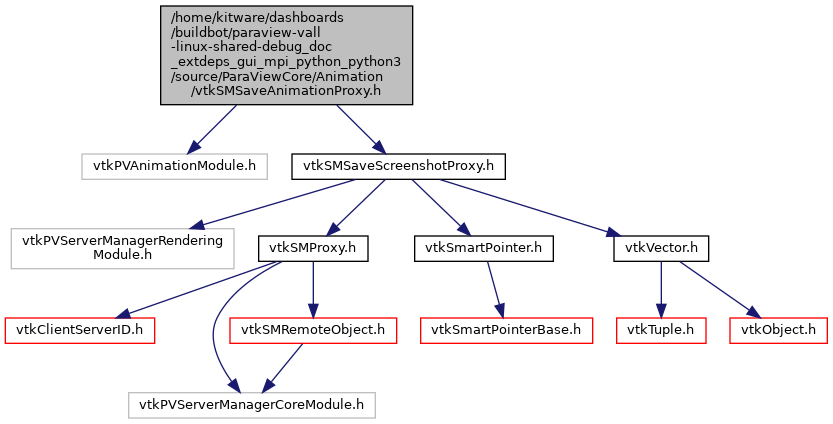 /home/kitware/dashboards
/buildbot/paraview-vall
-linux-shared-debug_doc
_extdeps_gui_mpi_python_python3
/source/ParaViewCore/Animation
/vtkSMSaveAnimationProxy.h
vtkPVAnimationModule.h
vtkSMSaveScreenshotProxy.h
vtkPVServerManagerRendering
Module.h
vtkSMProxy.h
vtkSmartPointer.h
vtkVector.h
vtkClientServerID.h
vtkSMRemoteObject.h
vtkSmartPointerBase.h
vtkTuple.h
vtkObject.h
vtkPVServerManagerCoreModule.h